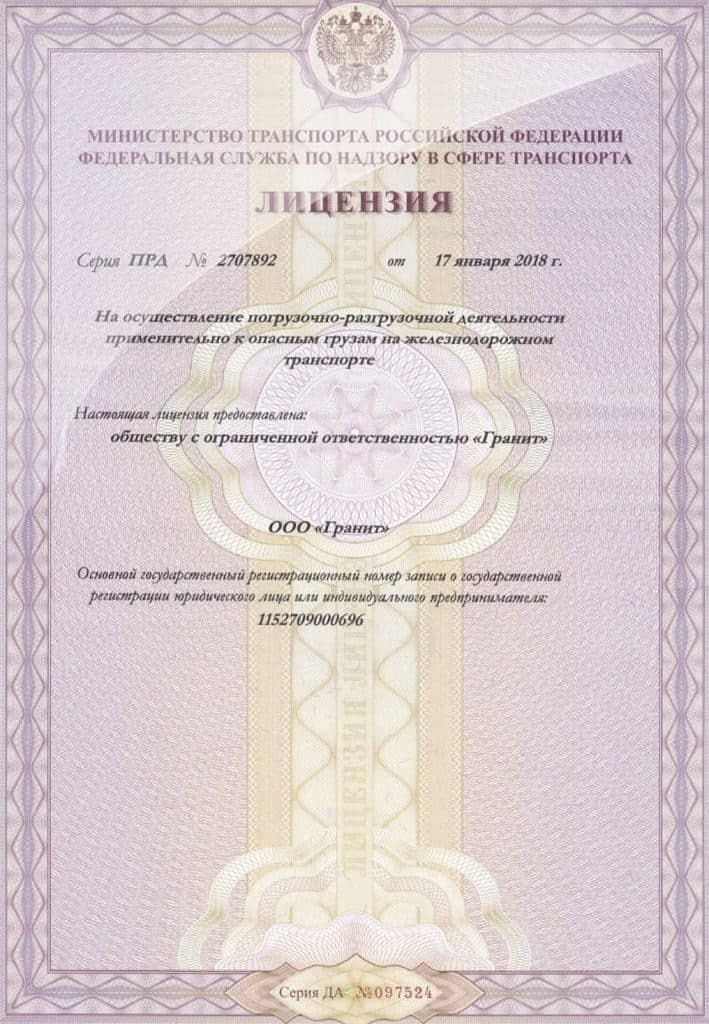 МИНИСТЕРСТВО ТРАНСПОРТА РОССИЙСКОЙ ФЕДЕРАЦИИ
ФЕДЕРАЛЬНАЯ СЛУЖБА ПО НАДЗОРУ В СФЕРЕ ТРАНСПОРТА
ЛИЦЕНЗИЯ
Серия ПРД № 2707892 от 17 января 2018 г.
На осуществление погрузочно-разгрузочной деятельности
применительно к опасным грузам на железнодорожном
транспорте
Настоящая лицензия предоставлена:
обществу с ограниченной ответственностью «Гранит»
ООО «Гранит»
Основной государственный регистрационный номер записи о государственной
регистрации юридического лица или индивидуального предпринимателя:
1152709000696
ЛИЦЕНЗИЯ
Серия ДА №097524